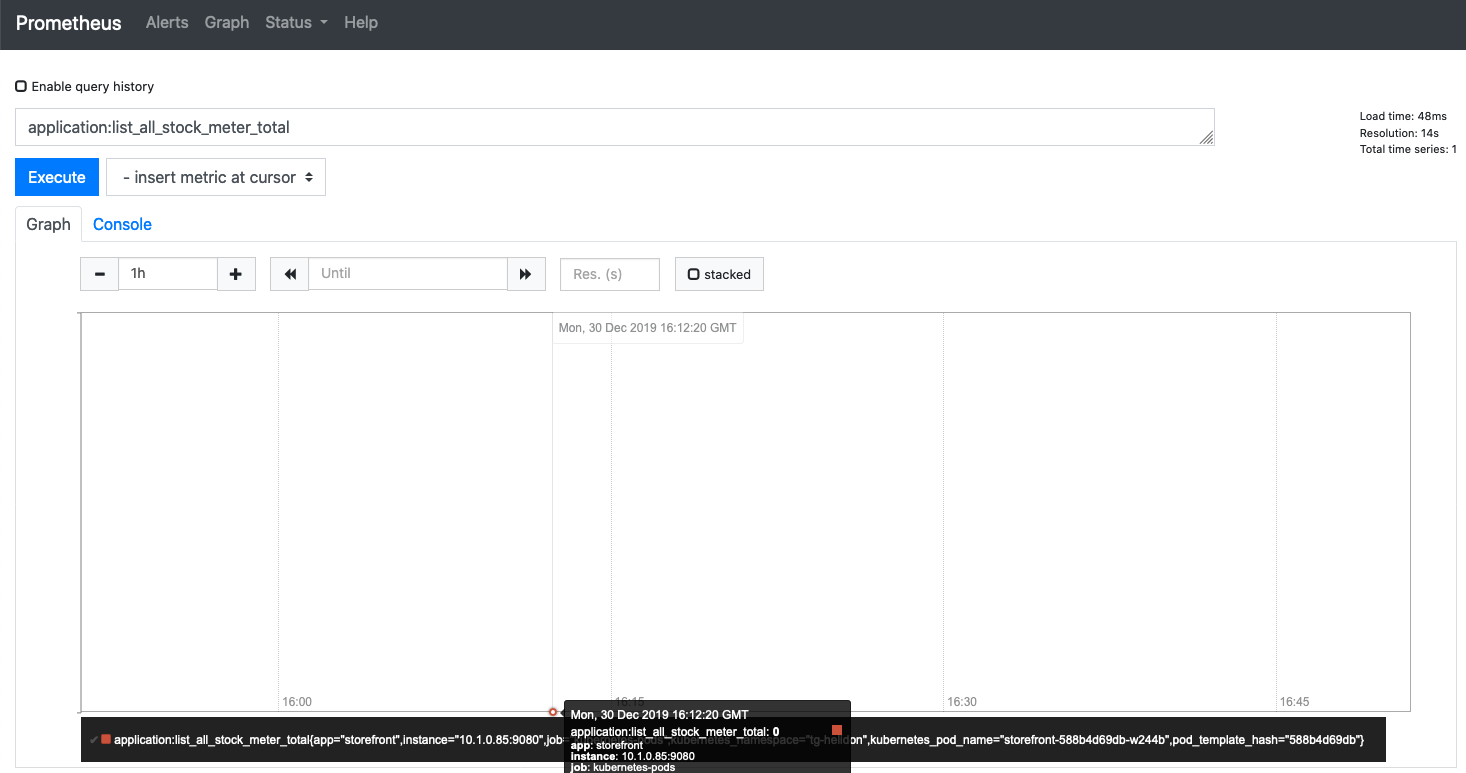 Prometheus Alerts Graph Status Help
Enable query history
application:list_all_stock_meter_total
Load time: 48ms
Resolution: 14s
Total time series: 1
Execute - insert metric at cursor
Graph Console
1h Until Res. (s) stacked
Mon, 30 Dec 2019 16:12:20 GMT
16:00 16:15 16:30 16:45
Mon, 30 Dec 2019 16:12:20 GMT
application:list_all_stock_meter_total: 0
app: storefront
instance: 10.1.0.85:9080
job: kubernetes-pods
application:list_all_stock_meter_total{app="storefront",instance="10.1.0.85:9080",job="kubernetes-pods",kubernetes_namespace="tg-helidon",kubernetes_pod_name="storefront-588b4d69db-w244b",pod_template_hash="588b4d69db"}